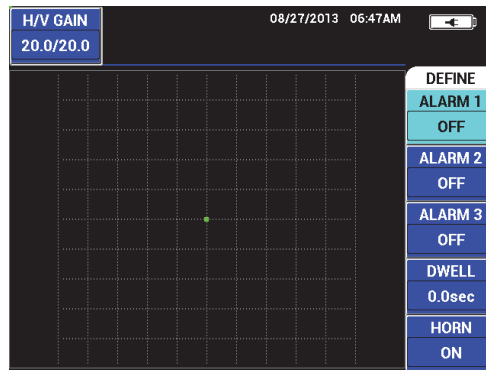 H/V GAIN
20.0/20.0
08/27/2013 06:47AM
DEFINE
ALARM 1
OFF
ALARM 2
OFF
ALARM 3
OFF
DWELL
0.0sec
HORN
ON